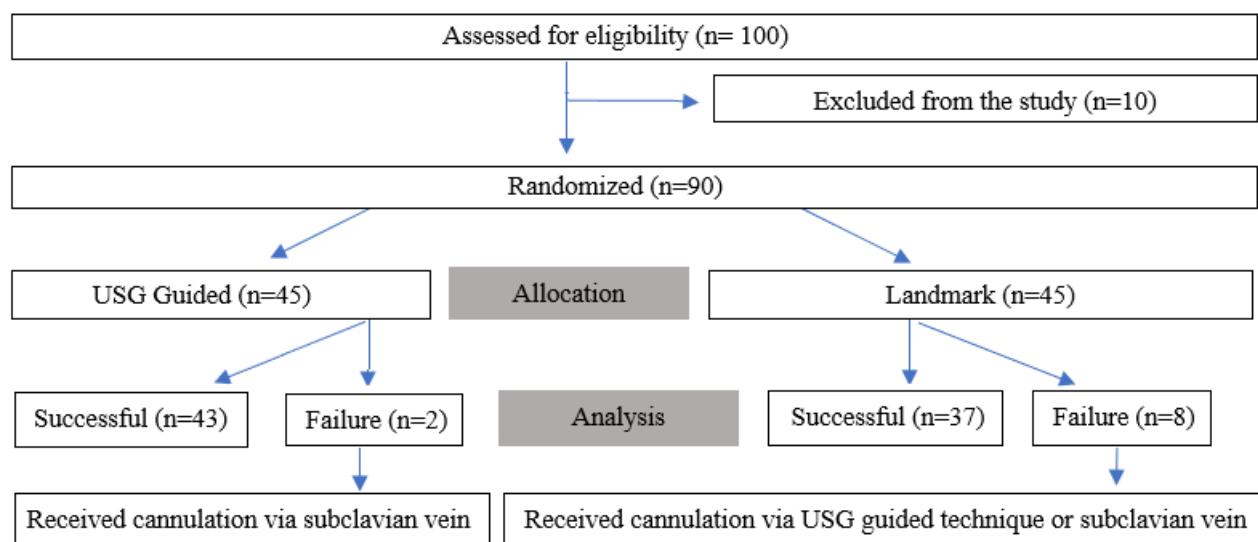 Assessed for eligibility (n= 100)
Excluded from the study (n=10)
Randomized (n=90)
USG Guided (n=45)
Allocation
Landmark (n=45)
Successful (n=43)
Failure (n=2)
Analysis
Successful (n=37)
Failure (n=8)
Received cannulation via subclavian vein
Received cannulation via USG guided technique or subclavian vein